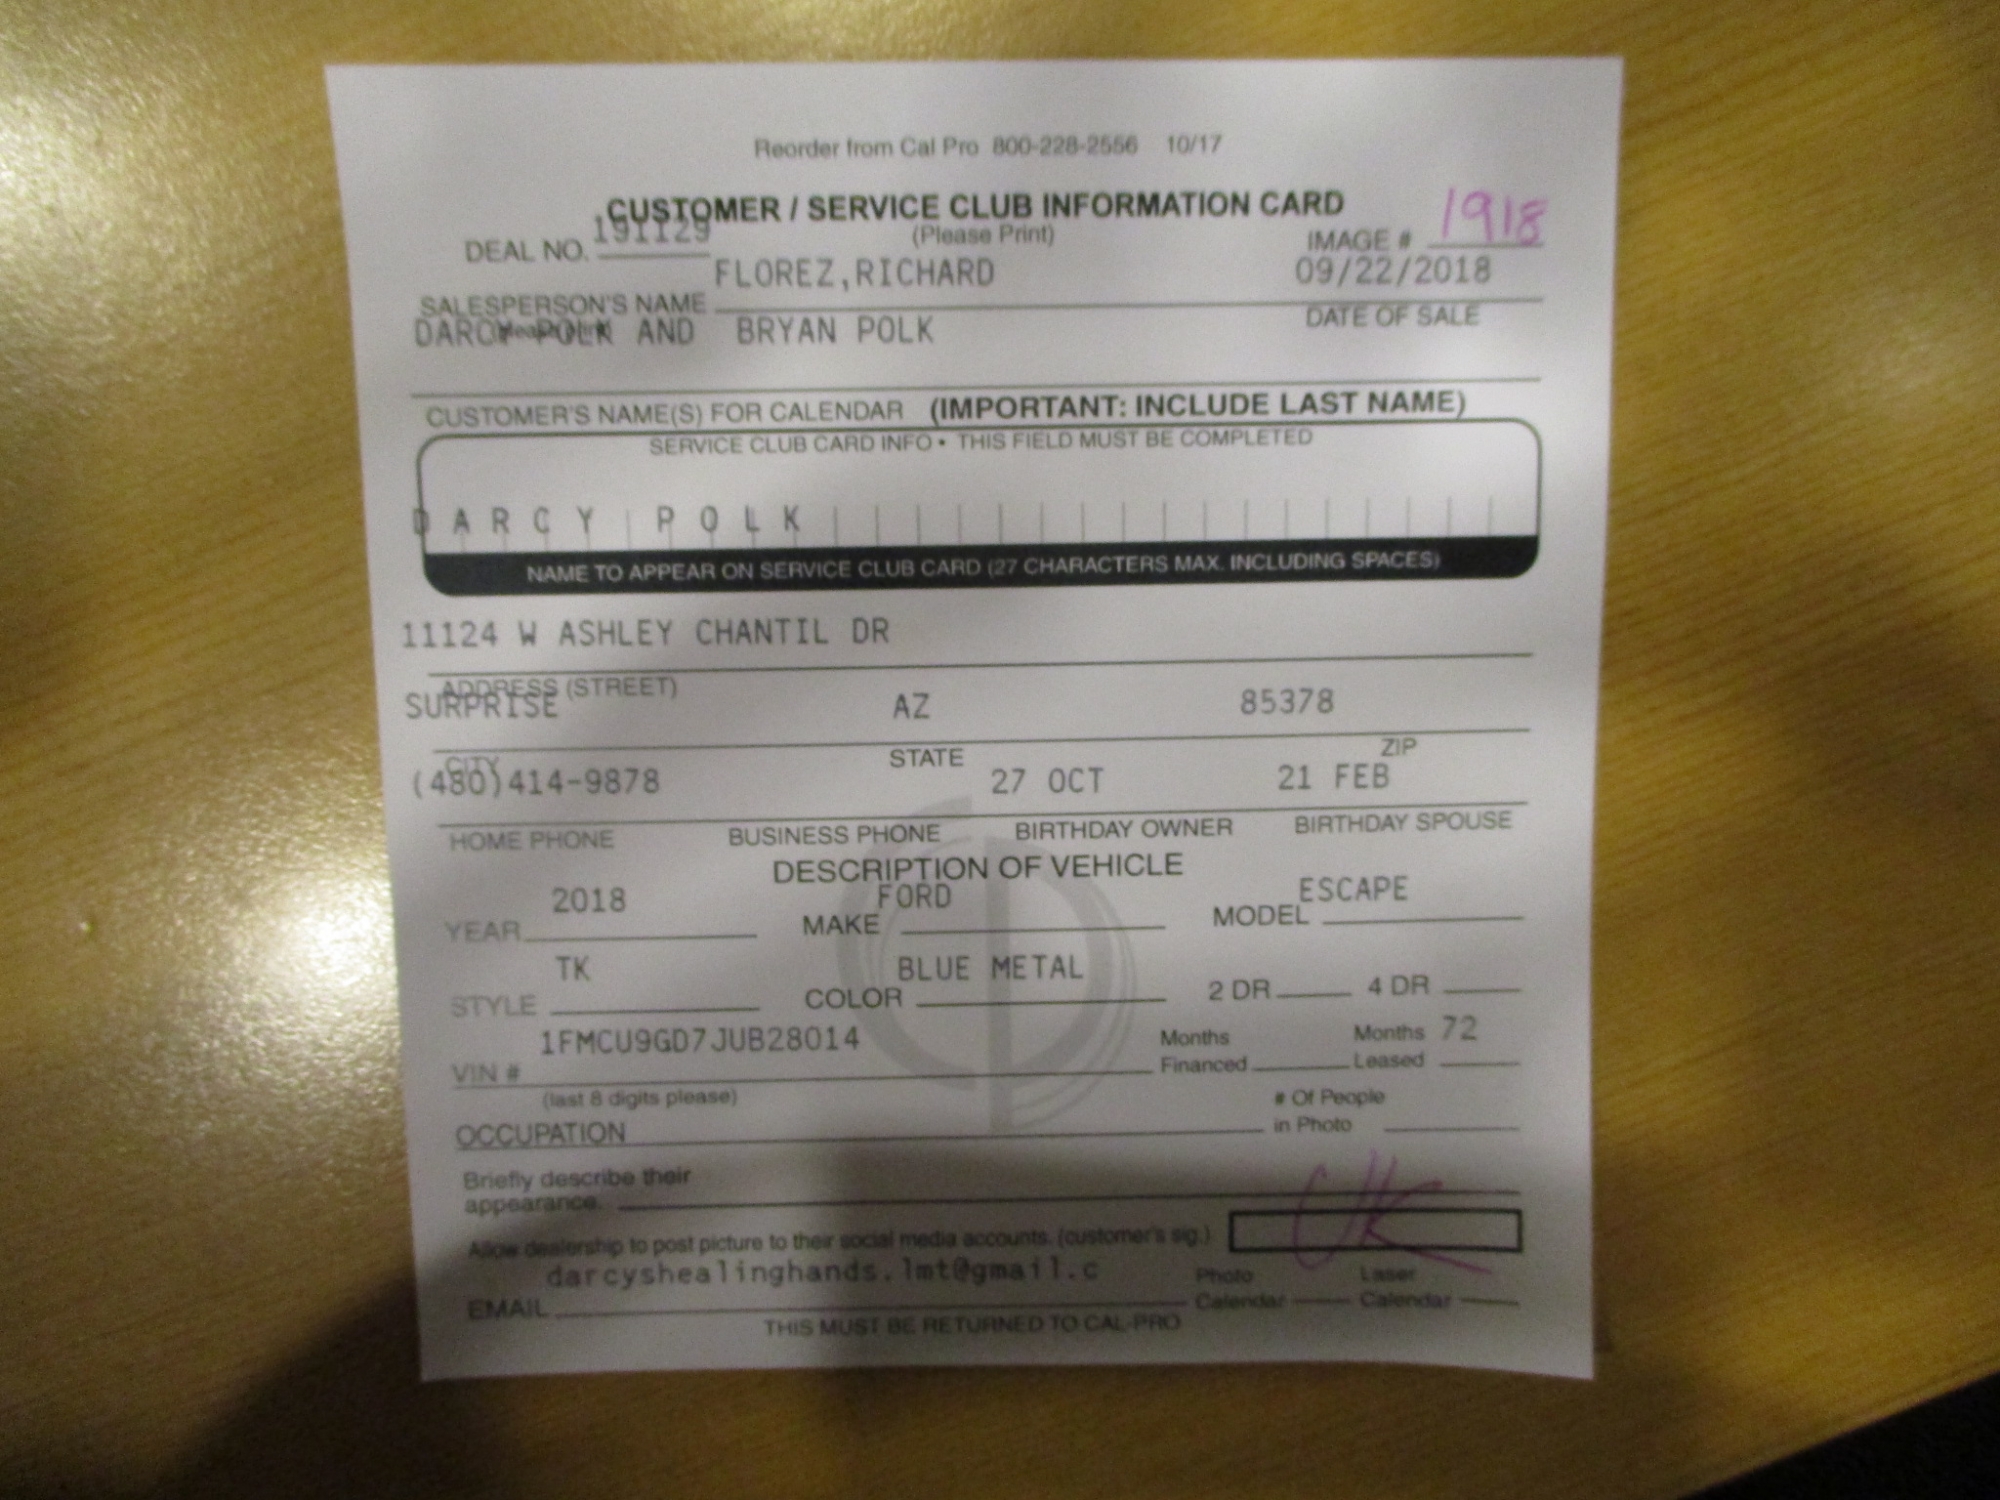 Reorder from Cal Pro 800-228-2556 10/17
CUSTOMER / SERVICE CLUB INFORMATION CARD
(Please Print)
DEAL NO. 191129 IMAGE # 1918
FLOREZ,RICHARD 09/22/2018
SALESPERSON'S NAME DATE OF SALE
DARCY POLK AND BRYAN POLK
CUSTOMER'S NAME(S) FOR CALENDAR (IMPORTANT: INCLUDE LAST NAME)
SERVICE CLUB CARD INFO • THIS FIELD MUST BE COMPLETED
DARCY POLK
NAME TO APPEAR ON SERVICE CLUB CARD (27 CHARACTERS MAX. INCLUDING SPACES)
11124 W ASHLEY CHANTIL DR
ADDRESS (STREET)
SURPRISE AZ 85378
CITY STATE ZIP
(480)414-9878 27 OCT 21 FEB
HOME PHONE BUSINESS PHONE BIRTHDAY OWNER BIRTHDAY SPOUSE
DESCRIPTION OF VEHICLE
YEAR 2018 MAKE FORD MODEL ESCAPE
STYLE TK COLOR BLUE METAL 2 DR 4 DR
VIN # 1FMCU9GD7JUB28014 Months Financed Months Leased 72
(last 8 digits please)
OCCUPATION # Of People in Photo
Briefly describe their
appearance.
Allow dealership to post picture to their social media accounts. (customer's sig.)
darcyshealinghands.lmt@gmail.c
EMAIL Photo Calendar Laser Calendar
THIS MUST BE RETURNED TO CAL-PRO